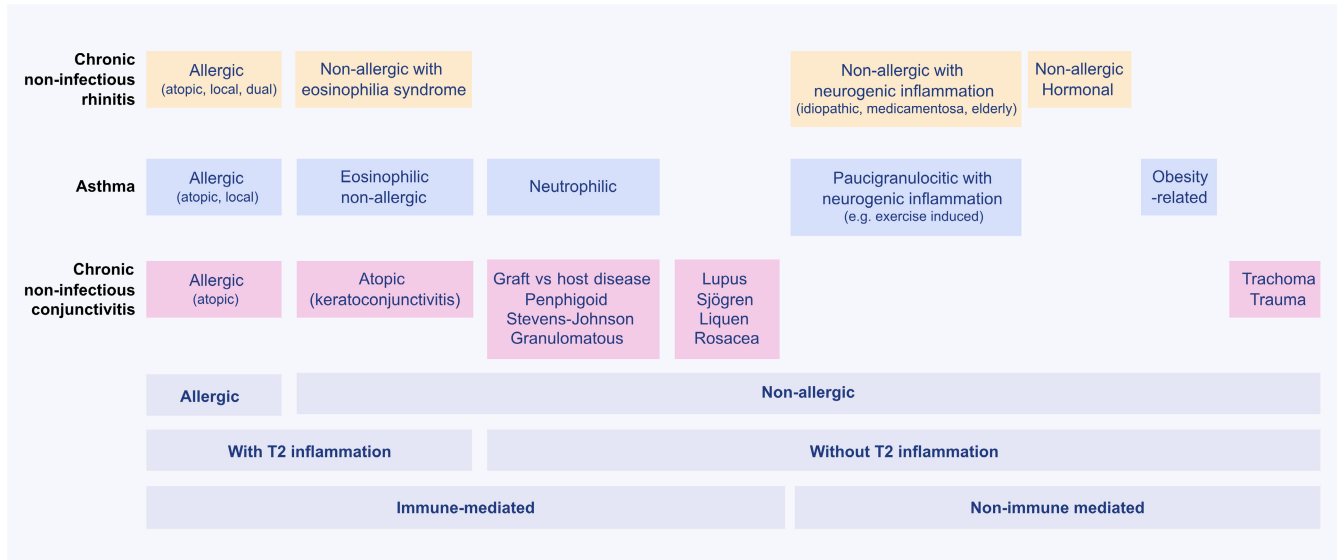 Chronic
non-infectious
rhinitis
Allergic
(atopic, local, dual)
Non-allergic with
eosinophilia syndrome
Non-allergic with
neurogenic inflammation
(idiopathic, medicamentosa, elderly)
Non-allergic
Hormonal
Asthma
Allergic
(atopic, local)
Eosinophilic
non-allergic
Neutrophilic
Paucigranulocitic with
neurogenic inflammation
(e.g. exercise induced)
Obesity
-related
Chronic
non-infectious
conjunctivitis
Allergic
(atopic)
Atopic
(keratoconjunctivitis)
Graft vs host disease
Penphigoid
Stevens-Johnson
Granulomatous
Lupus
Sjögren
Liquen
Rosacea
Trachoma
Trauma
Allergic
Non-allergic
With T2 inflammation
Without T2 inflammation
Immune-mediated
Non-immune mediated